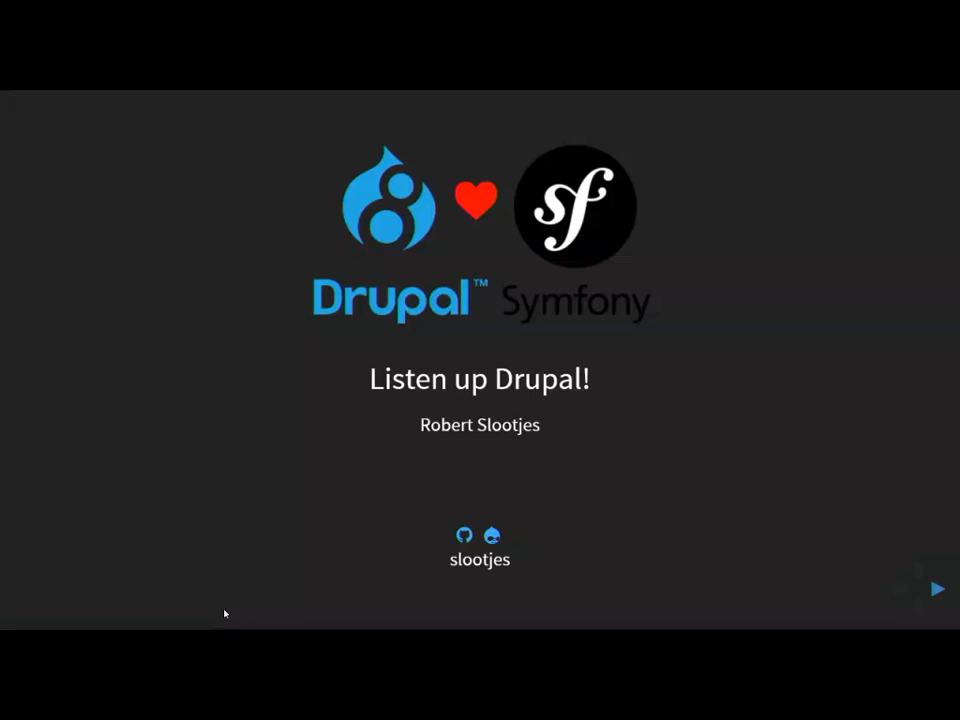 Drupal™ Symfony
Listen up Drupal!
Robert Slootjes
slootjes